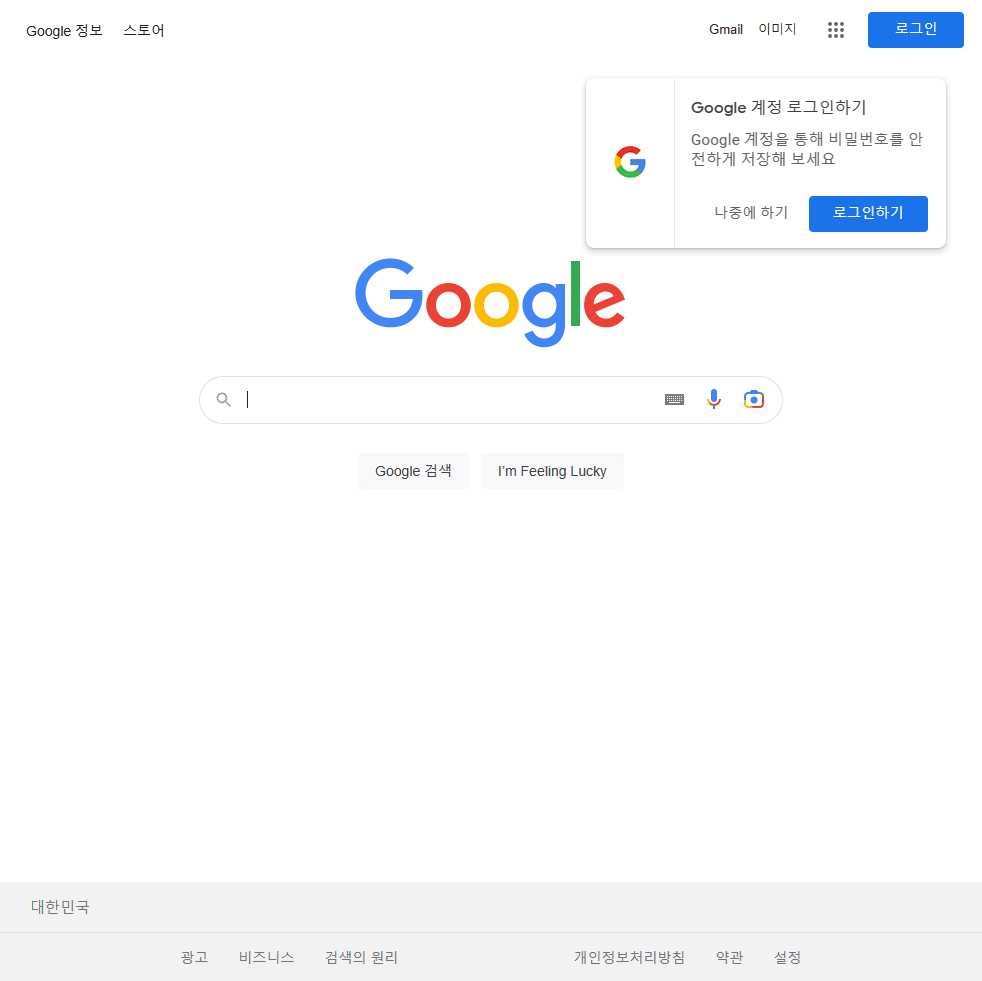 Google 정보 스토어
Gmail 이미지 로그인
Google 계정 로그인하기
Google 계정을 통해 비밀번호를 안
전하게 저장해 보세요
나중에 하기 로그인하기
Google
Google 검색 I'm Feeling Lucky
대한민국
광고 비즈니스 검색의 원리 개인정보처리방침 약관 설정